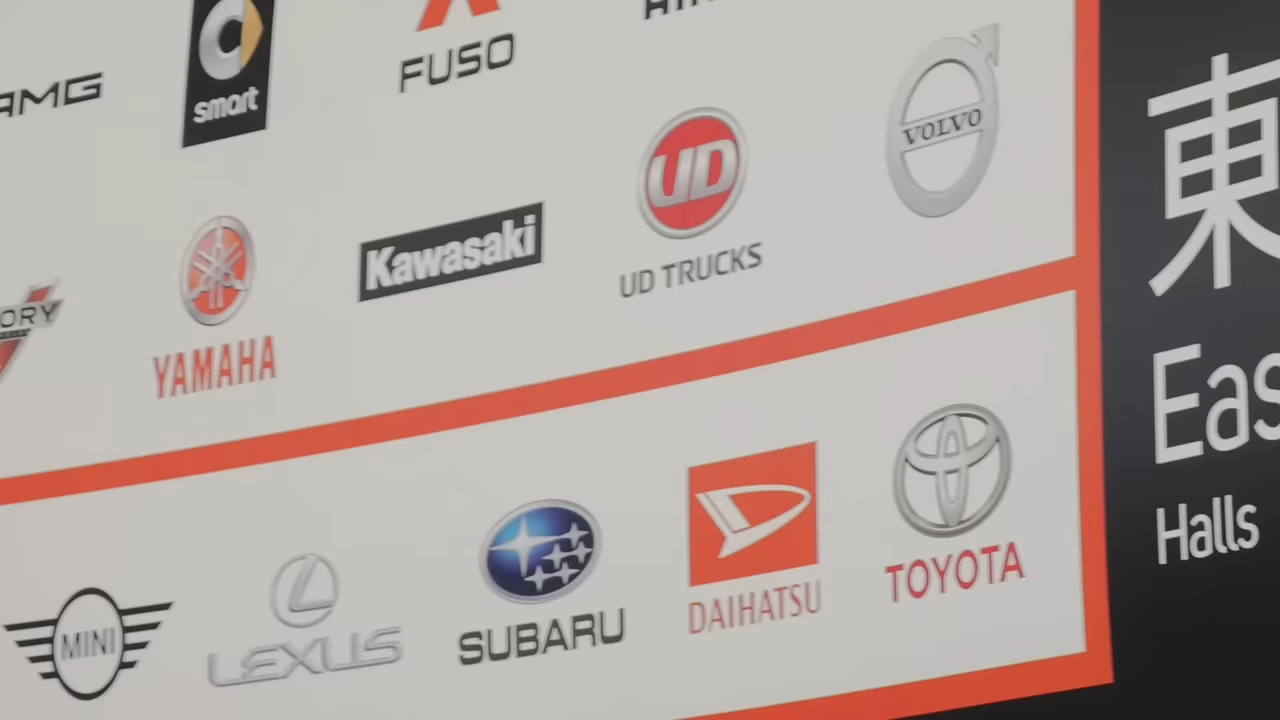 AMG
smart
FUSO
VOLVO
UD
UD TRUCKS
Kawasaki
YAMAHA
東
Eas
Halls
MINI
LEXUS
SUBARU
DAIHATSU
TOYOTA